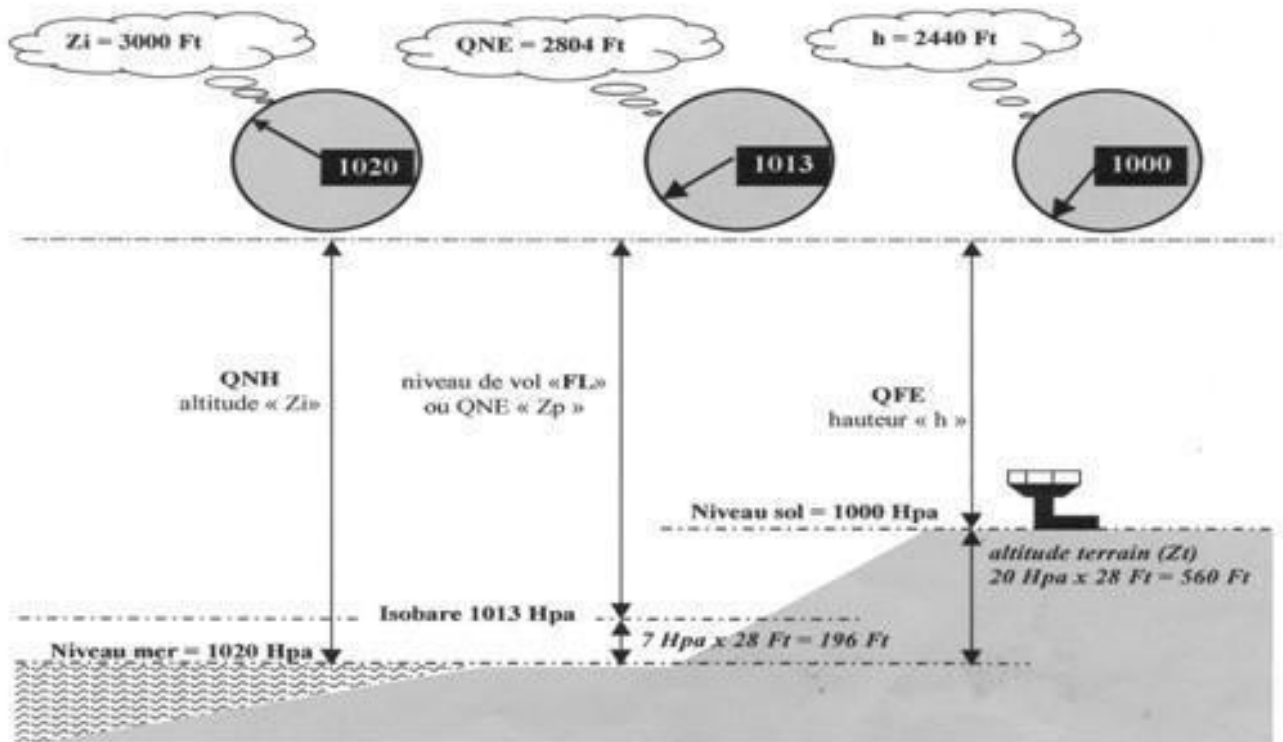 Zi = 3000 Ft
QNE = 2804 Ft
h = 2440 Ft
1020
1013
1000
QNH
altitude « Zi»
niveau de vol «FL»
ou QNE « Zp »
QFE
hauteur « h »
Niveau sol = 1000 Hpa
altitude terrain (Zt)
20 Hpa x 28 Ft = 560 Ft
Isobare 1013 Hpa
7 Hpa x 28 Ft = 196 Ft
Niveau mer = 1020 Hpa